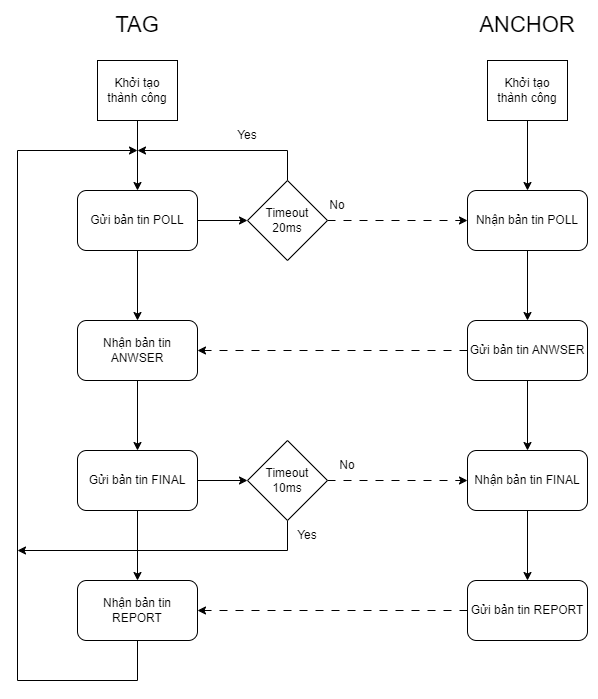 TAG
ANCHOR
Khởi tạo
thành công
Khởi tạo
thành công
Yes
Gửi bản tin POLL
Timeout
20ms
No
Nhận bản tin POLL
Nhận bản tin
ANWSER
Gửi bản tin ANWSER
Gửi bản tin FINAL
Timeout
10ms
No
Nhận bản tin FINAL
Yes
Nhận bản tin
REPORT
Gửi bản tin REPORT